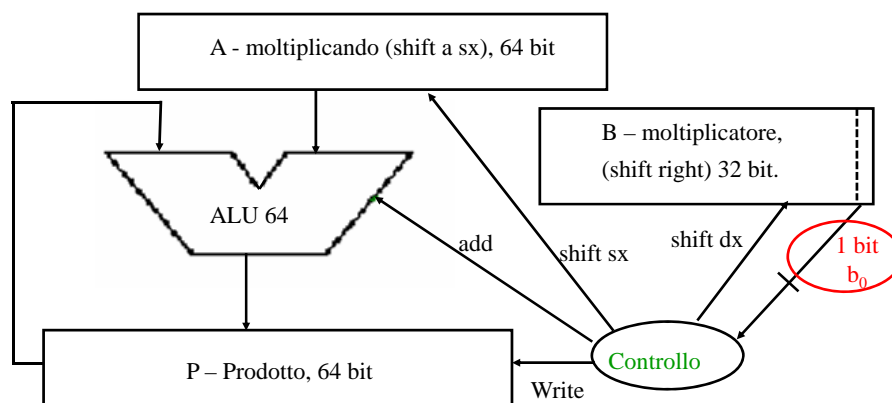 A - moltiplicando (shift a sx), 64 bit
B – moltiplicatore,
(shift right) 32 bit.
ALU 64
add
shift sx
shift dx
1 bit
b0
P – Prodotto, 64 bit
Controllo
Write